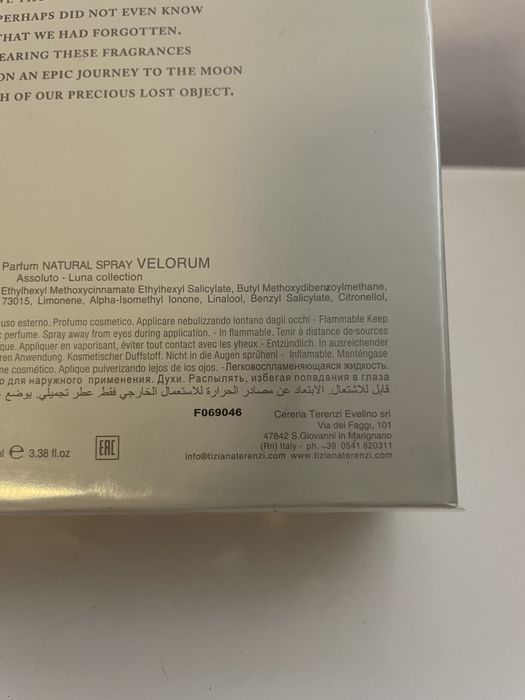 PERHAPS DID NOT EVEN KNOW
THAT WE HAD FORGOTTEN.
EARING THESE FRAGRANCES
ON AN EPIC JOURNEY TO THE MOON
H OF OUR PRECIOUS LOST OBJECT.
Parfum NATURAL SPRAY VELORUM
Assoluto - Luna collection
Ethylhexyl Methoxycinnamate Ethylhexyl Salicylate, Butyl Methoxydibenzoylmethane,
73015, Limonene, Alpha-Isomethyl Ionone, Linalool, Benzyl Salicylate, Citronellol,
uso esterno. Profumo cosmetico. Applicare nebulizzando lontano dagli occhi - Flammable Keep
perfume. Spray away from eyes during application. - In flammable. Tenir à distance de sources
que. Appliquer en vaporisant, éviter tout contact avec les yheux - Entzündlich. In ausreichender
ren Anwendung. Kosmetischer Duftstoff. Nicht in die Augen sprühen! - Inflamable. Manténgase
ne cosmético. Aplique pulverizando lejos de los ojos. -Легковоспламеняющаяся жидкость.
о для наружного применения. Духи. Распылять, избегая попадания в глаза
قابل للاشتعال. الابتعاد عن مصادر الحرارة للاستعمال الخارجي فقط. عطر تجميلي. يوضع
F069046
Cereria Terenzi Evelino srl
Via dei Faggi, 101
47842 S.Giovanni in Marignano
(Rn) Italy - ph. +39 0541 820311
info@tizianaterenzi.com www.tizianaterenzi.com
l e 3.38 fl.oz
EAC